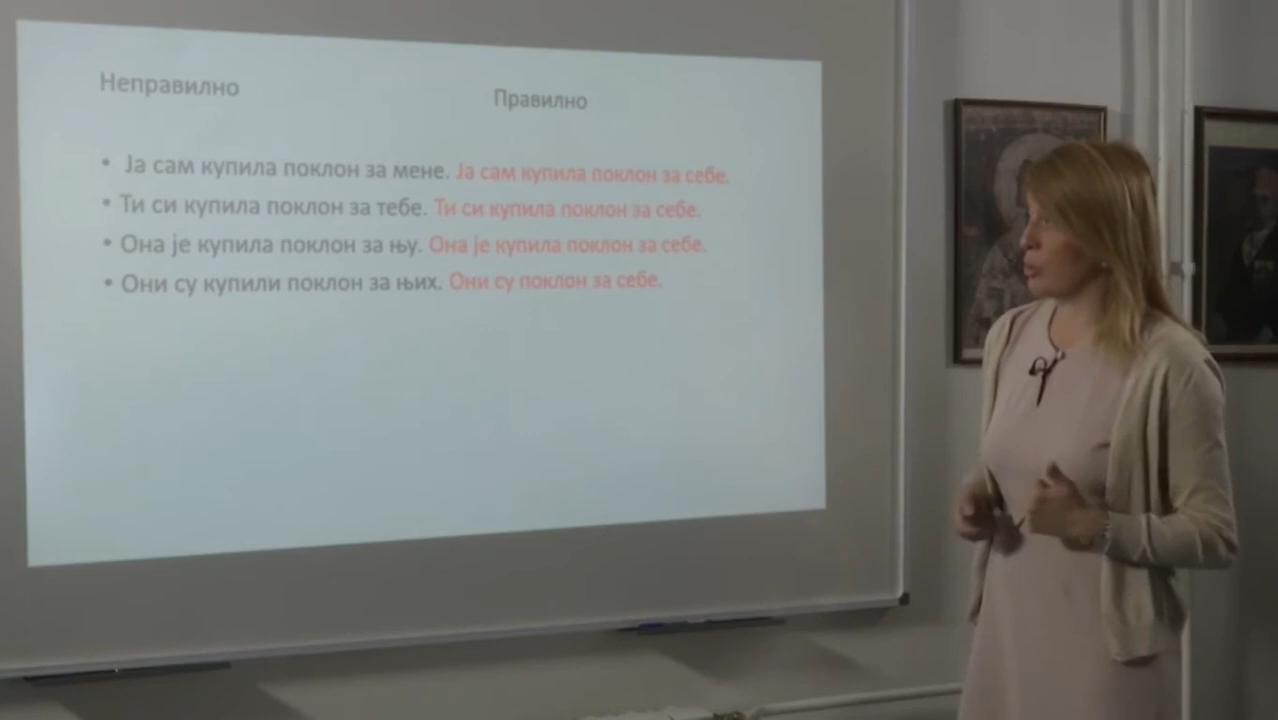 Неправилно
Правилно
• Ја сам купила поклон за мене. Ја сам купила поклон за себе.
• Ти си купила поклон за тебе. Ти си купила поклон за себе.
• Она је купила поклон за њу. Она је купила поклон за себе.
• Они су купили поклон за њих. Они су поклон за себе.